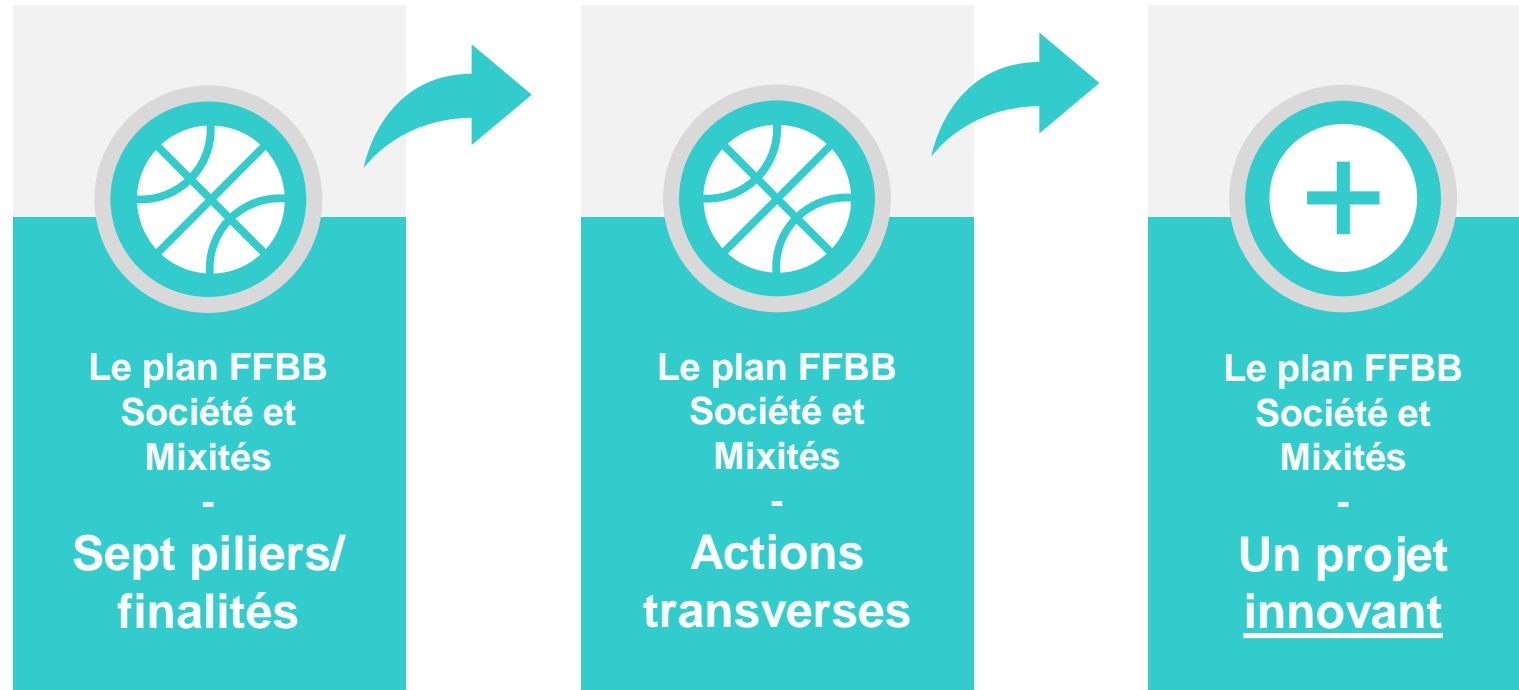 Le plan FFBB
Société et
Mixités
-
Sept piliers/
finalités
Le plan FFBB
Société et
Mixités
-
Actions
transverses
Le plan FFBB
Société et
Mixités
-
Un projet
innovant